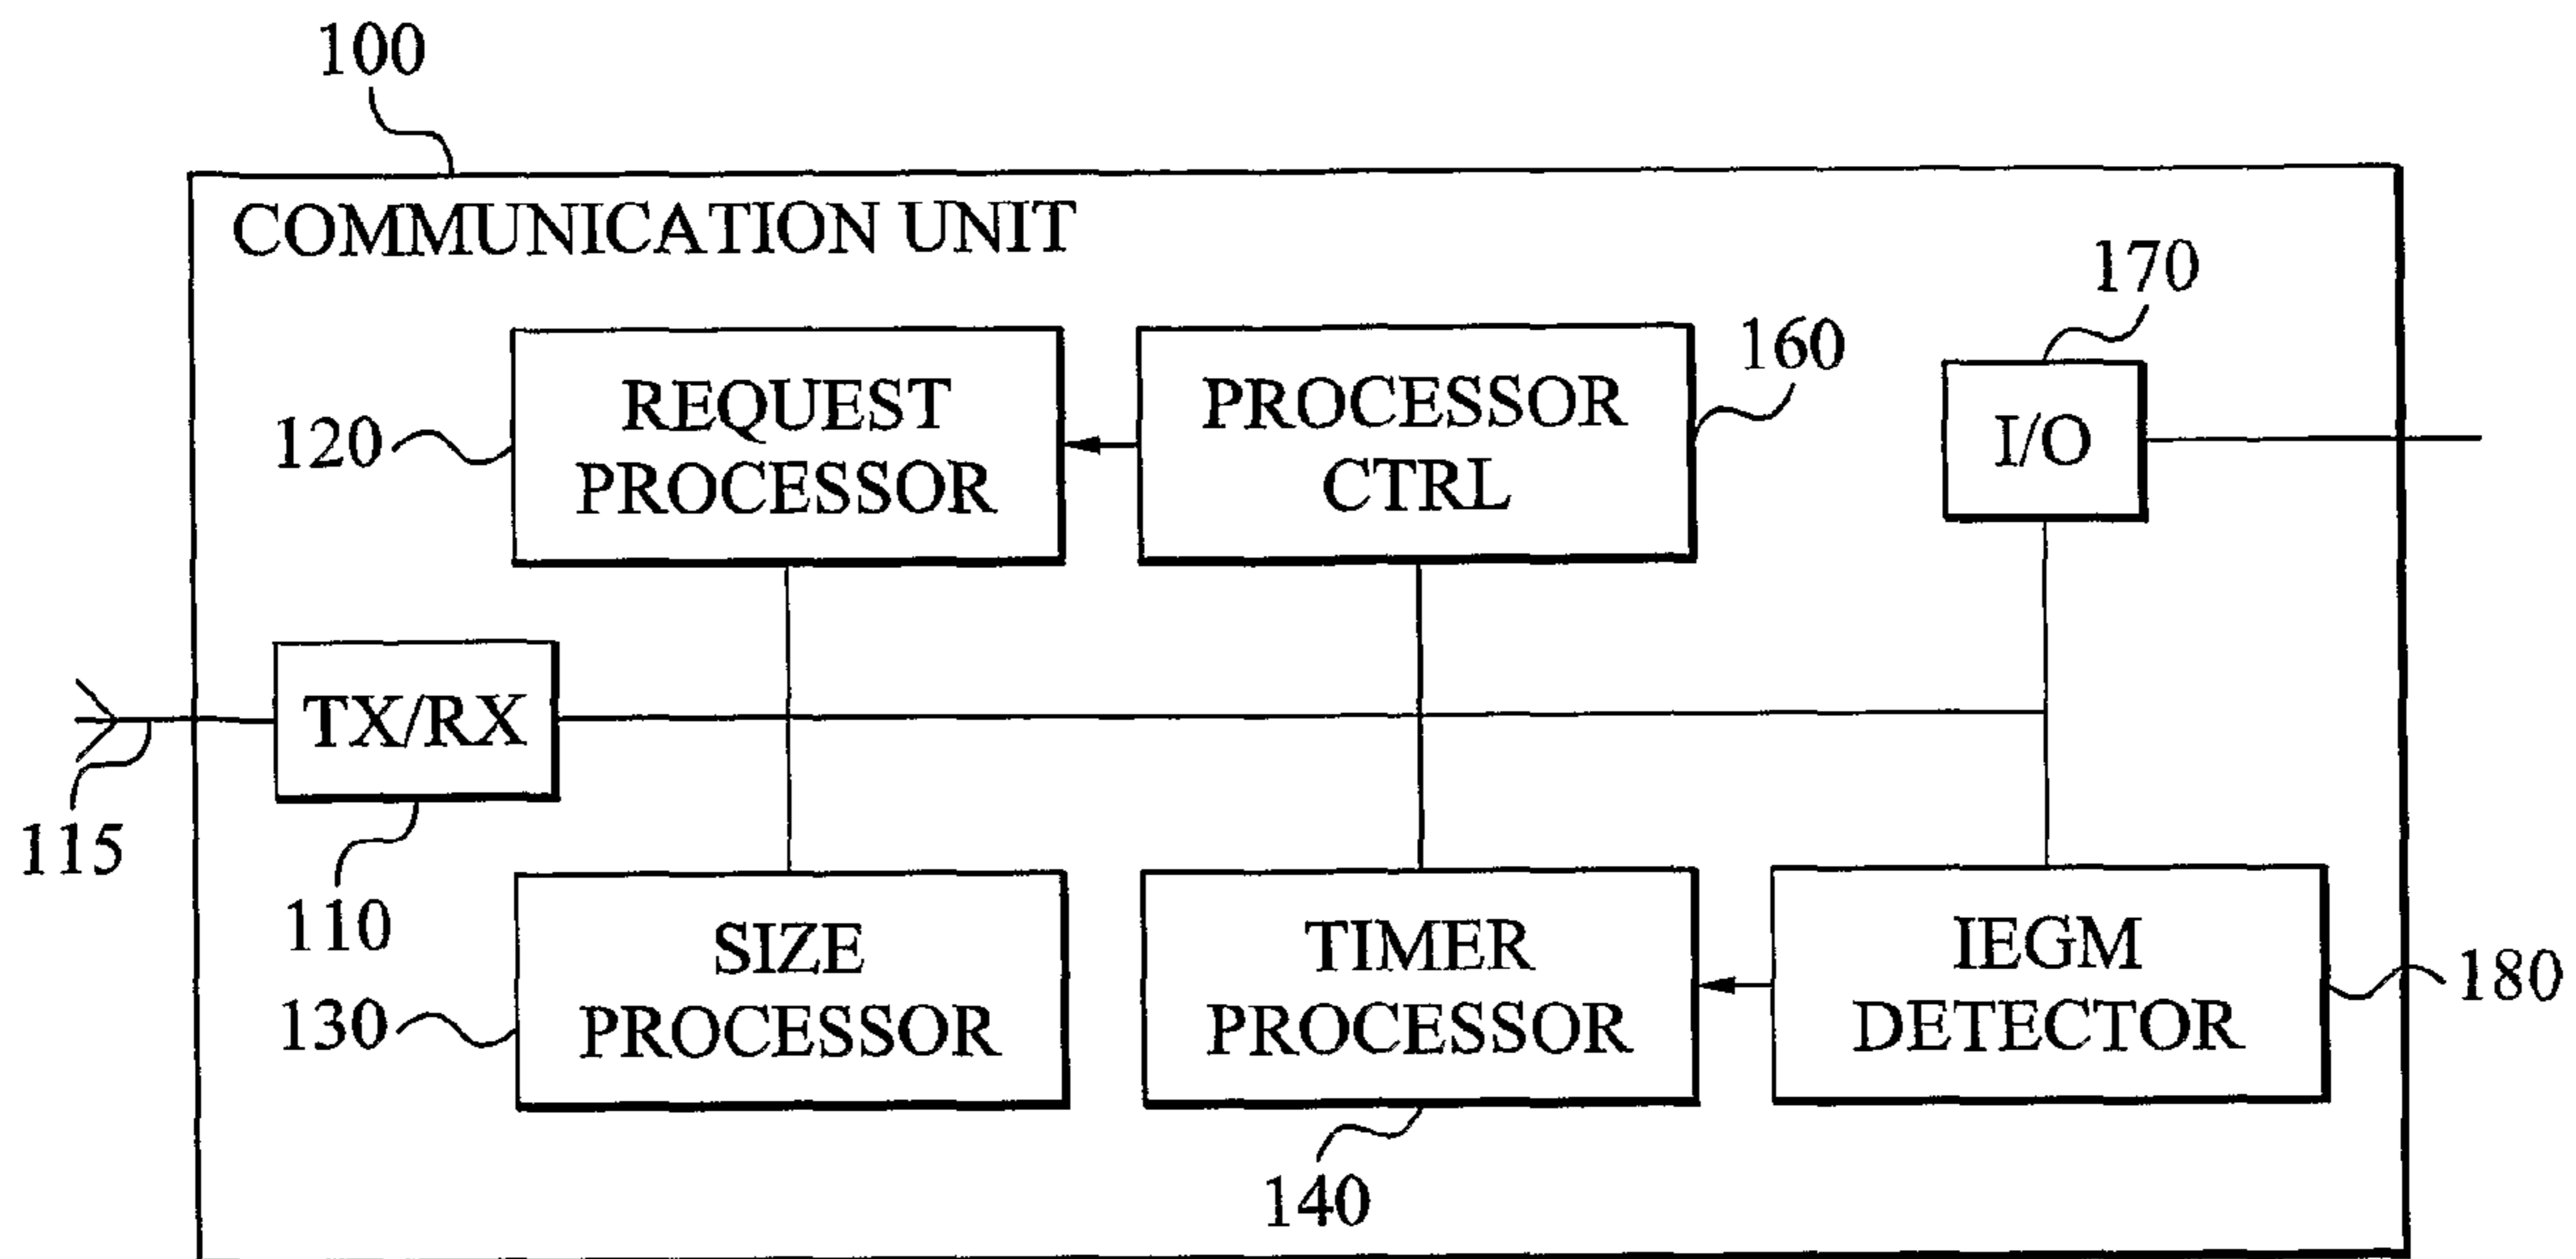 100
COMMUNICATION UNIT
170
REQUEST
PROCESSOR
120
PROCESSOR
CTRL
160
I/O
TX/RX
115
110
SIZE
PROCESSOR
130
TIMER
PROCESSOR
140
IEGM
DETECTOR
180